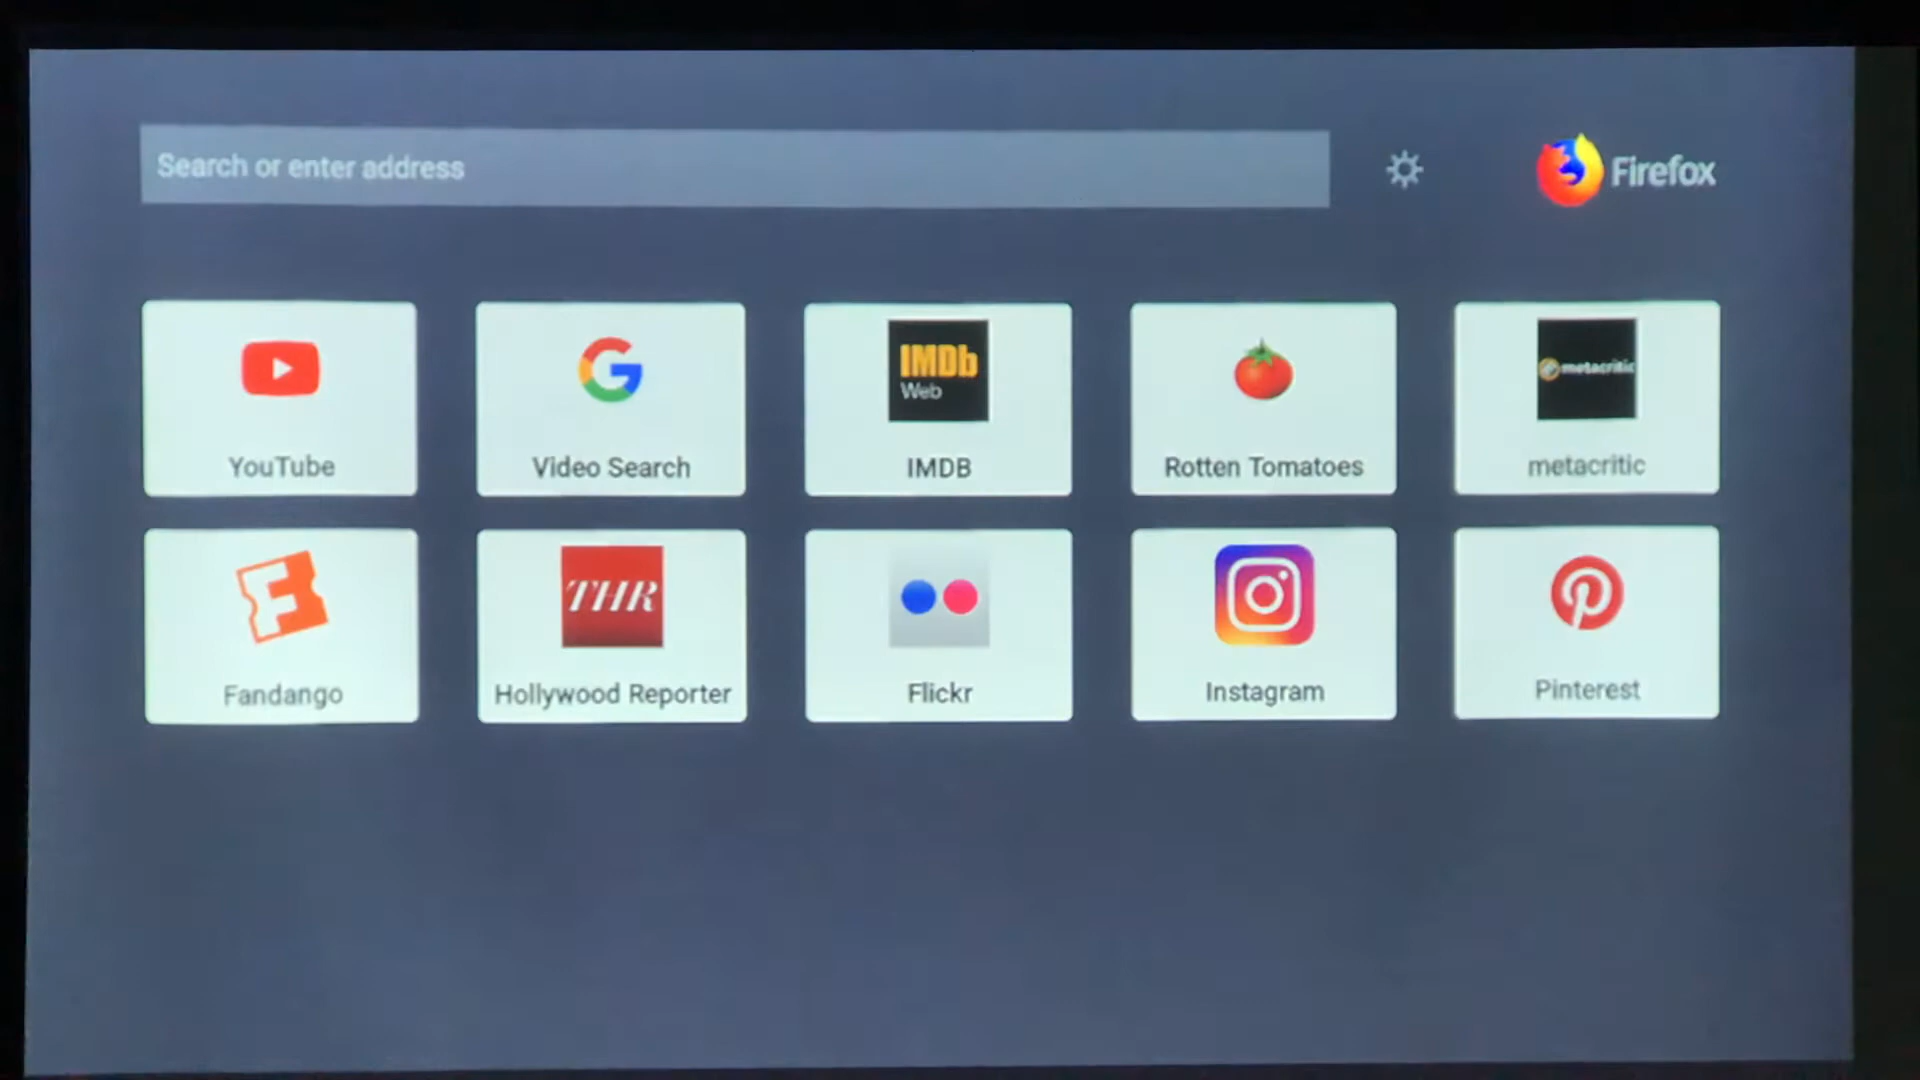 Search or enter address
Firefox
IMDb
Web
metacritic
YouTube
Video Search
IMDB
Rotten Tomatoes
metacritic
THR
Fandango
Hollywood Reporter
Flickr
Instagram
Pinterest